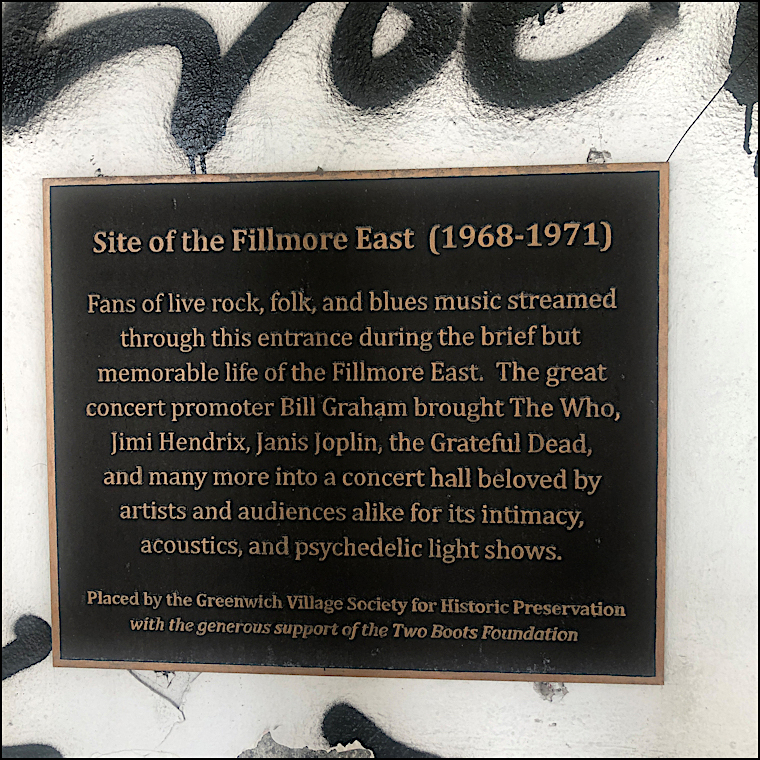 Site of the Fillmore East (1968-1971)
Fans of live rock, folk, and blues music streamed
through this entrance during the brief but
memorable life of the Fillmore East. The great
concert promoter Bill Graham brought The Who,
Jimi Hendrix, Janis Joplin, the Grateful Dead,
and many more into a concert hall beloved by
artists and audiences alike for its intimacy,
acoustics, and psychedelic light shows.
Placed by the Greenwich Village Society for Historic Preservation
with the generous support of the Two Boots Foundation